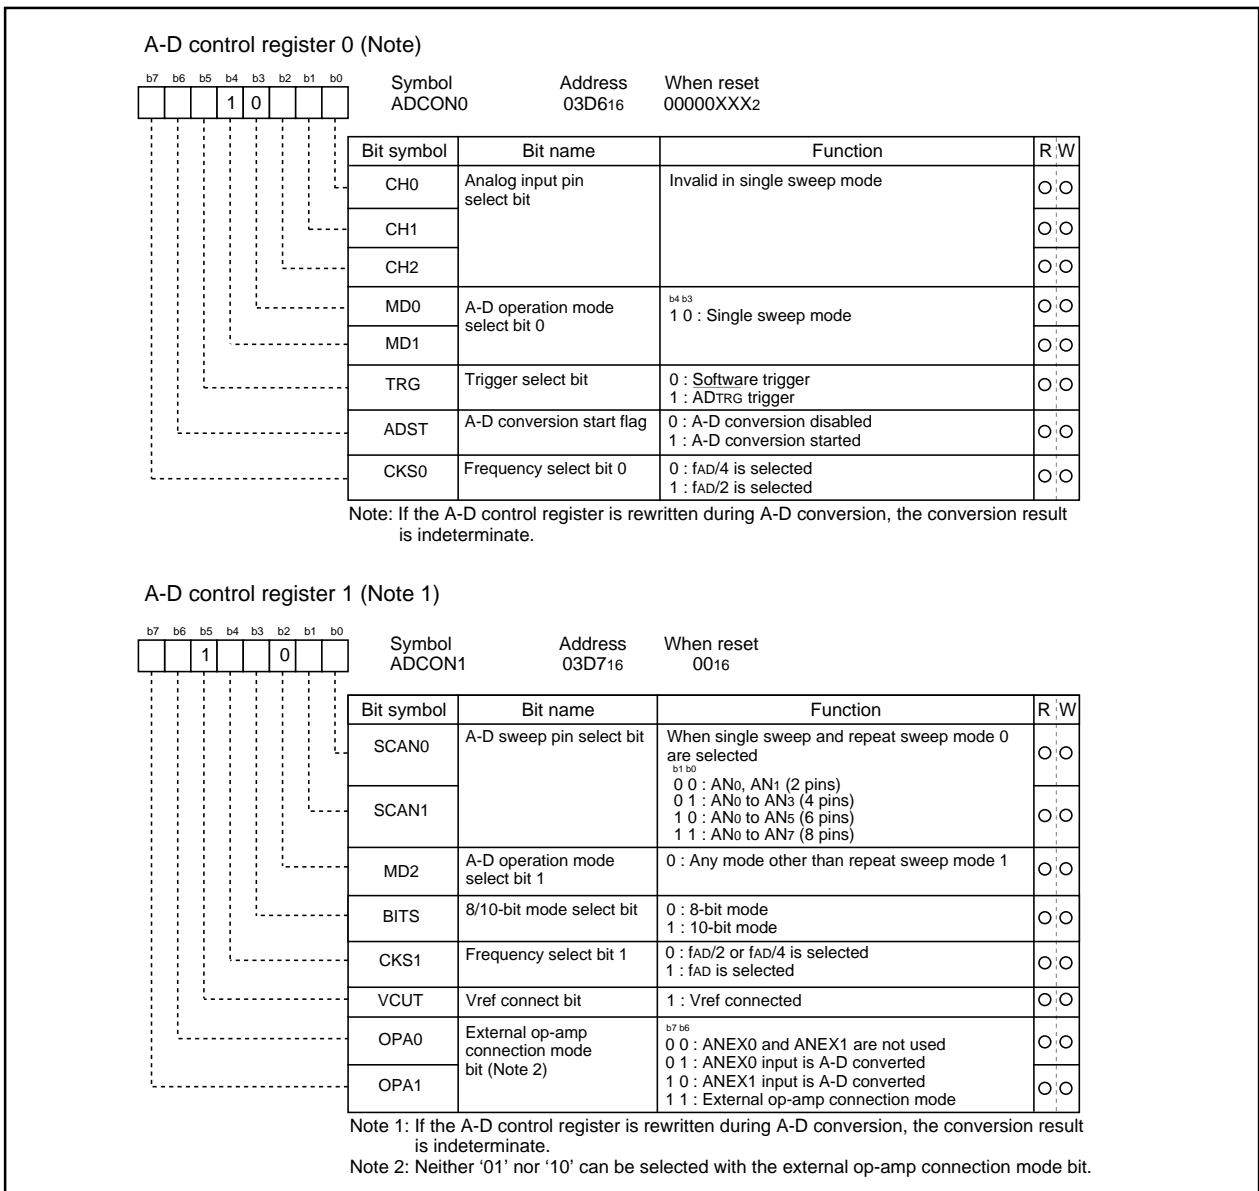 A-D control register 0 (Note)
b7 b6 b5 b4 b3 b2 b1 b0
1 0
Symbol Address When reset
ADCON0 03D616 00000XXX2
Bit symbol Bit name Function R W
CH0 Analog input pin select bit Invalid in single sweep mode
CH1
CH2
MD0 A-D operation mode select bit 0
b4 b3
1 0 : Single sweep mode
MD1
TRG Trigger select bit 0 : Software trigger
1 : ADTRG trigger
ADST A-D conversion start flag 0 : A-D conversion disabled
1 : A-D conversion started
CKS0 Frequency select bit 0 0 : fAD/4 is selected
1 : fAD/2 is selected
Note: If the A-D control register is rewritten during A-D conversion, the conversion result
is indeterminate.
A-D control register 1 (Note 1)
b7 b6 b5 b4 b3 b2 b1 b0
1 0
Symbol Address When reset
ADCON1 03D716 0016
Bit symbol Bit name Function R W
SCAN0 A-D sweep pin select bit When single sweep and repeat sweep mode 0
are selected
b1 b0
0 0 : AN0, AN1 (2 pins)
0 1 : AN0 to AN3 (4 pins)
1 0 : AN0 to AN5 (6 pins)
1 1 : AN0 to AN7 (8 pins)
SCAN1
MD2 A-D operation mode select bit 1 0 : Any mode other than repeat sweep mode 1
BITS 8/10-bit mode select bit 0 : 8-bit mode
1 : 10-bit mode
CKS1 Frequency select bit 1 0 : fAD/2 or fAD/4 is selected
1 : fAD is selected
VCUT Vref connect bit 1 : Vref connected
OPA0 External op-amp connection mode bit (Note 2)
b7 b6
0 0 : ANEX0 and ANEX1 are not used
0 1 : ANEX0 input is A-D converted
1 0 : ANEX1 input is A-D converted
1 1 : External op-amp connection mode
OPA1
Note 1: If the A-D control register is rewritten during A-D conversion, the conversion result
is indeterminate.
Note 2: Neither ‘01’ nor ‘10’ can be selected with the external op-amp connection mode bit.